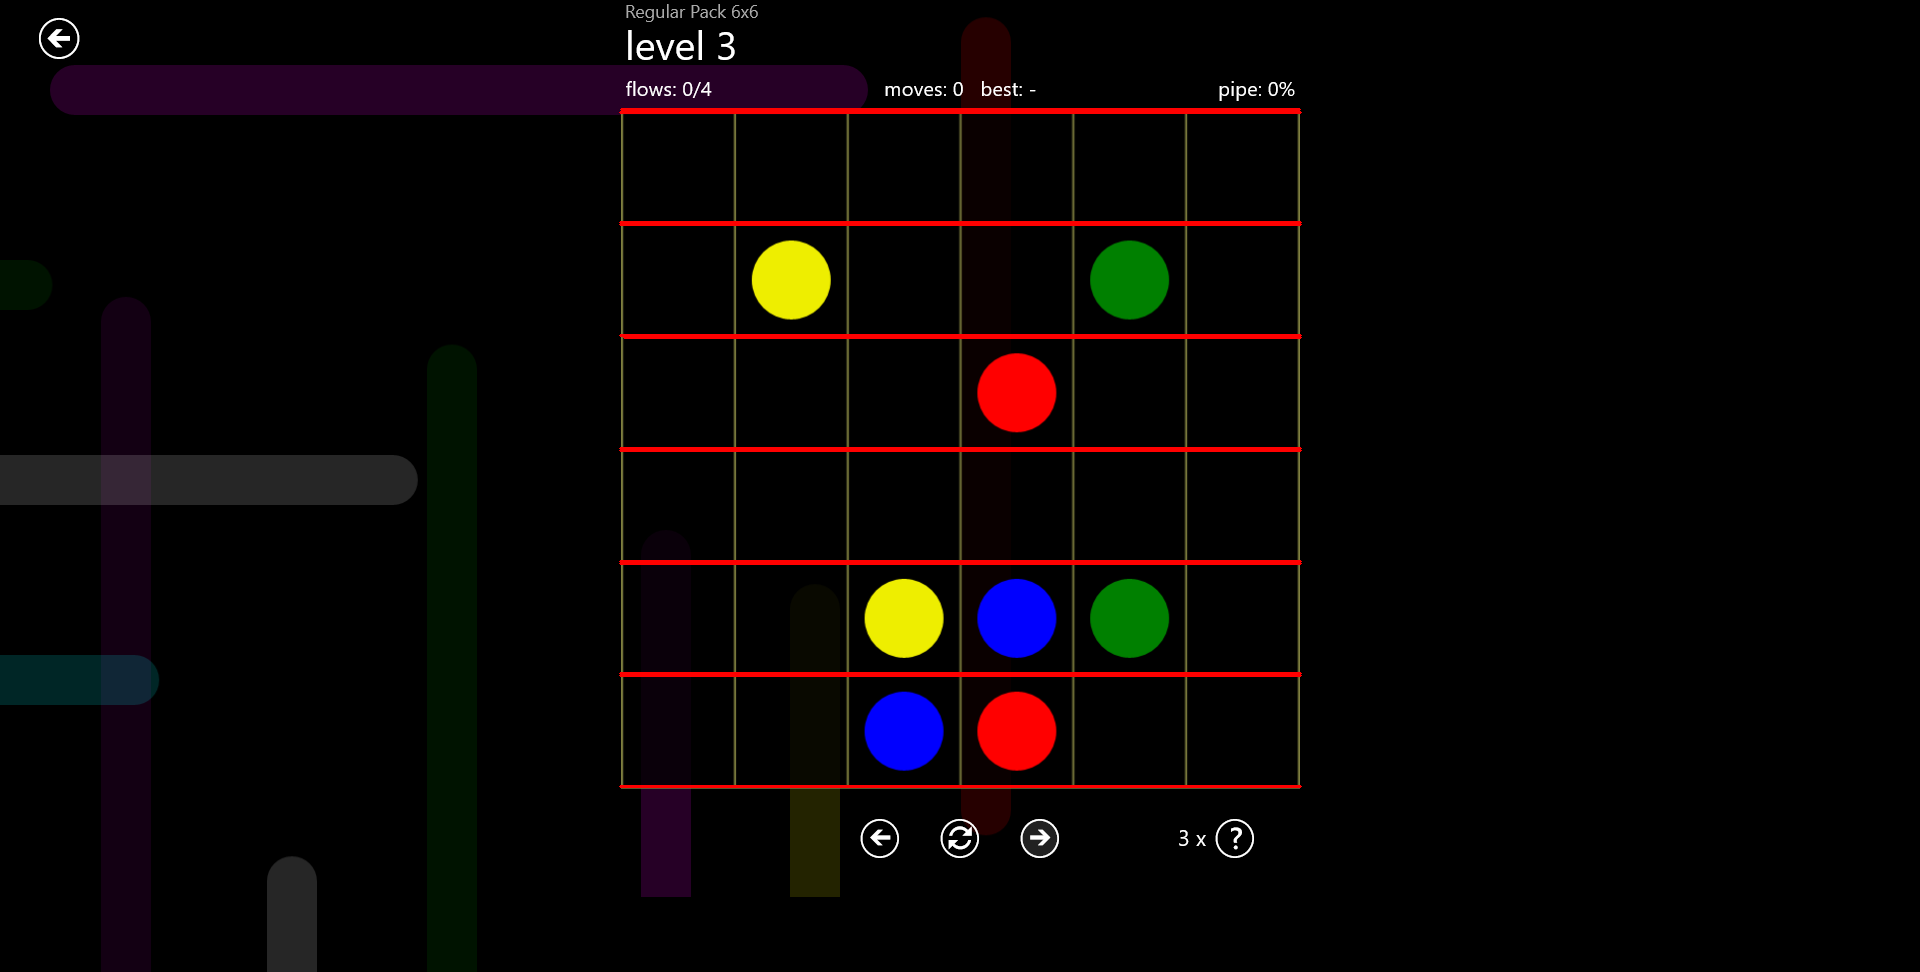 Regular Pack 6x6
level 3
flows: 0/4 moves: 0 best: - pipe: 0%
3 x ?